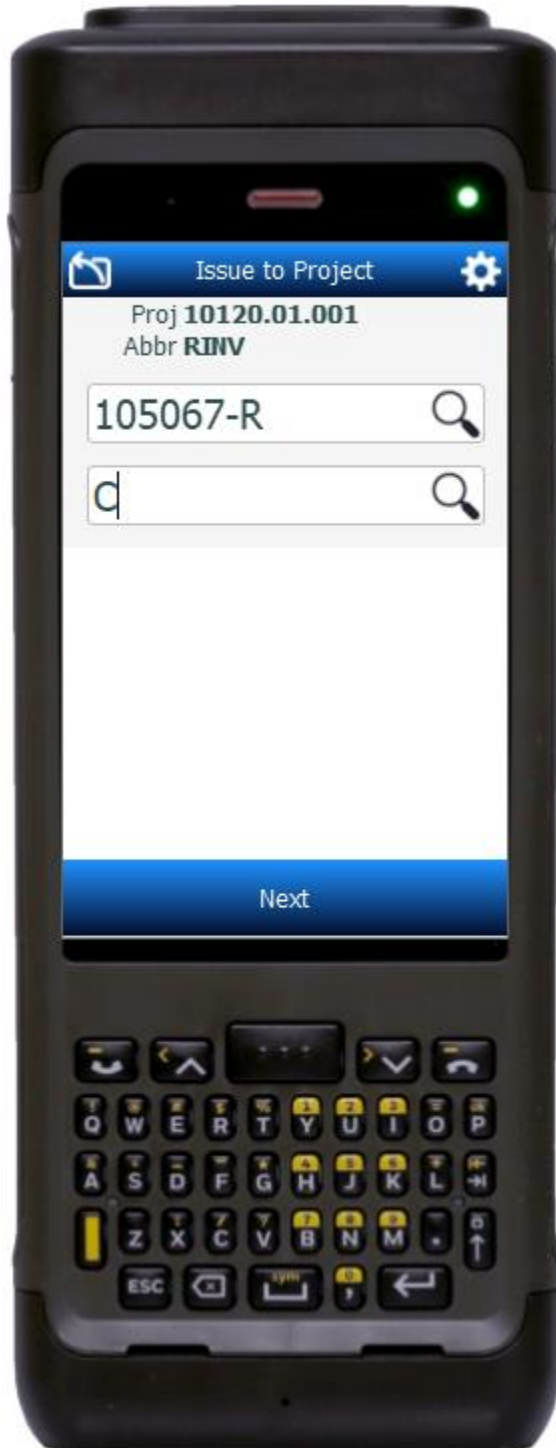 Issue to Project
Proj 10120.01.001
Abbr RINV
105067-R
C
Next
Q W E R T Y U I O P
A S D F G H J K L
Z X C V B N M .
ESC sym ,